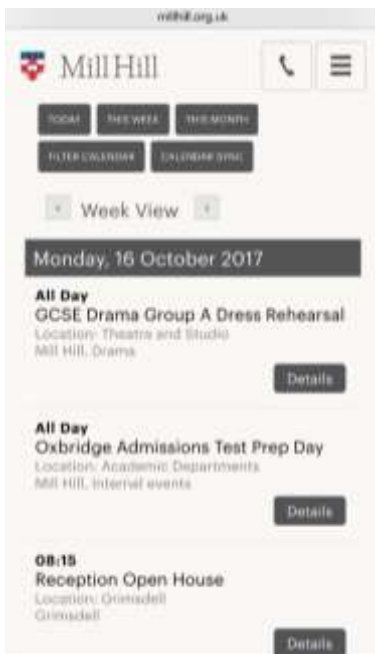 millhill.org.uk
Mill Hill
TODAY THIS WEEK THIS MONTH
FILTER CALENDAR CALENDAR SYNC
Week View
Monday, 16 October 2017
All Day
GCSE Drama Group A Dress Rehearsal
Location: Theatre and Studio
Mill Hill, Drama
Details
All Day
Oxbridge Admissions Test Prep Day
Location: Academic Departments
Mill Hill, Internal events
Details
08:15
Reception Open House
Location: Grimsdell
Grimsdell
Details